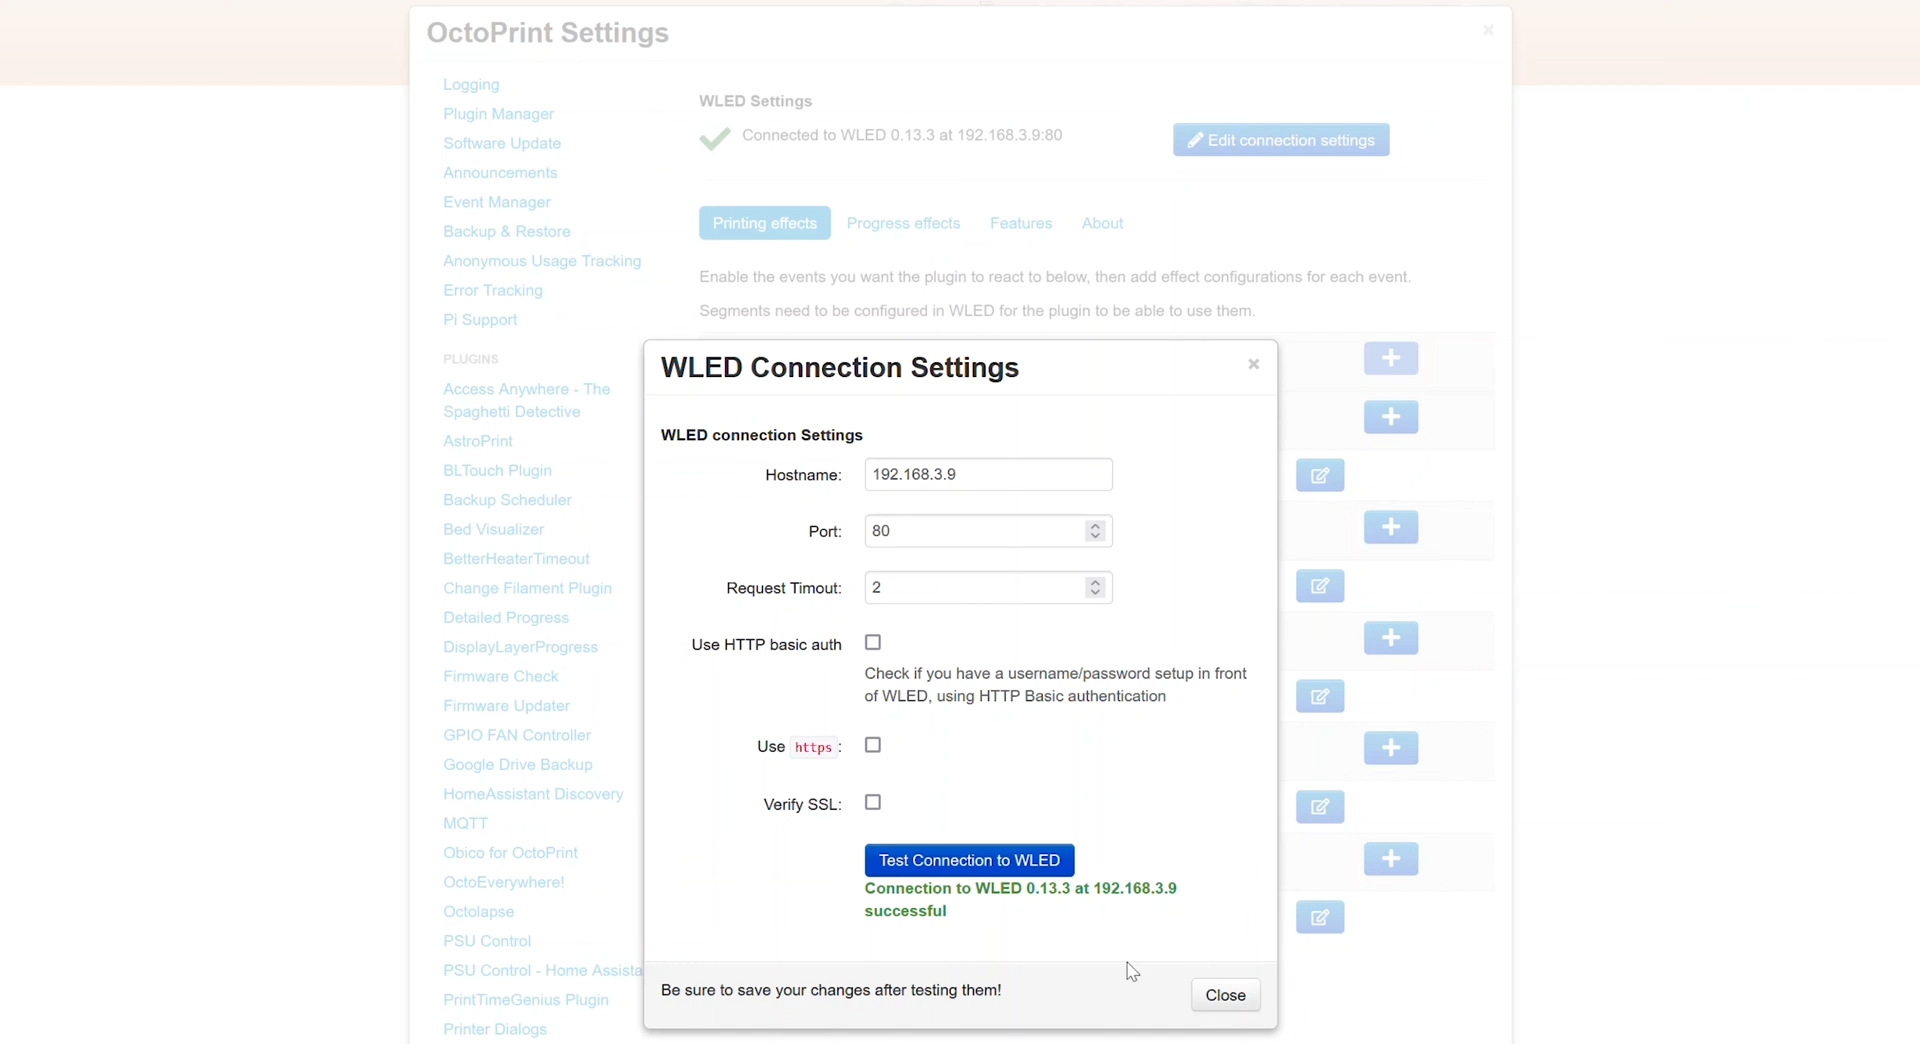 OctoPrint Settings
×
Logging
Plugin Manager
Software Update
Announcements
Event Manager
Backup & Restore
Anonymous Usage Tracking
Error Tracking
Pi Support
PLUGINS
Access Anywhere - The
Spaghetti Detective
AstroPrint
BLTouch Plugin
Backup Scheduler
Bed Visualizer
BetterHeaterTimeout
Change Filament Plugin
Detailed Progress
DisplayLayerProgress
Firmware Check
Firmware Updater
GPIO FAN Controller
Google Drive Backup
HomeAssistant Discovery
MQTT
Obico for OctoPrint
OctoEverywhere!
Octolapse
PSU Control
PSU Control - Home Assista
PrintTimeGenius Plugin
Printer Dialogs
WLED Settings
Connected to WLED 0.13.3 at 192.168.3.9:80
Edit connection settings
Printing effects Progress effects Features About
Enable the events you want the plugin to react to below, then add effect configurations for each event.
Segments need to be configured in WLED for the plugin to be able to use them.
WLED Connection Settings
×
WLED connection Settings
Hostname: 192.168.3.9
Port: 80
Request Timout: 2
Use HTTP basic auth
Check if you have a username/password setup in front
of WLED, using HTTP Basic authentication
Use https :
Verify SSL:
Test Connection to WLED
Connection to WLED 0.13.3 at 192.168.3.9
successful
Be sure to save your changes after testing them!
Close